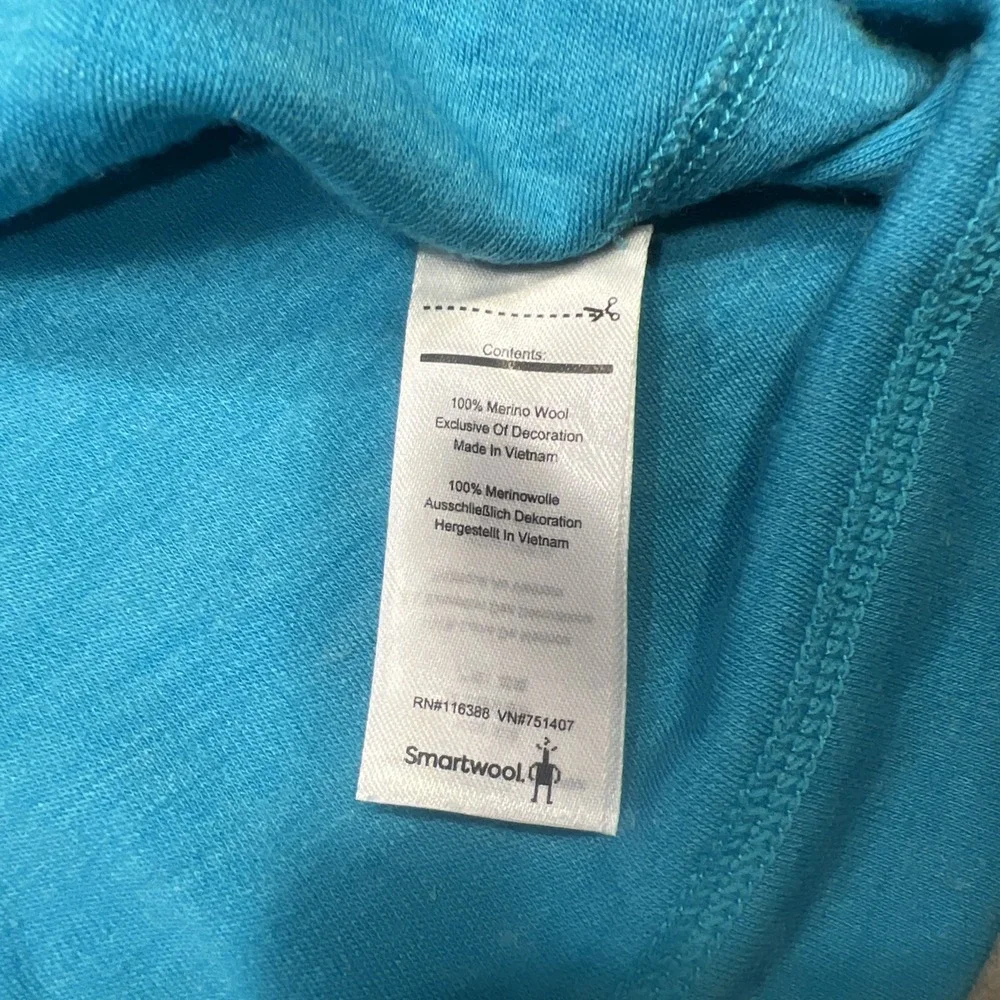 Contents:
100% Merino Wool
Exclusive Of Decoration
Made In Vietnam
100% Merinowolle
Ausschließlich Dekoration
Hergestellt In Vietnam
RN#116388 VN#751407
Smartwool.